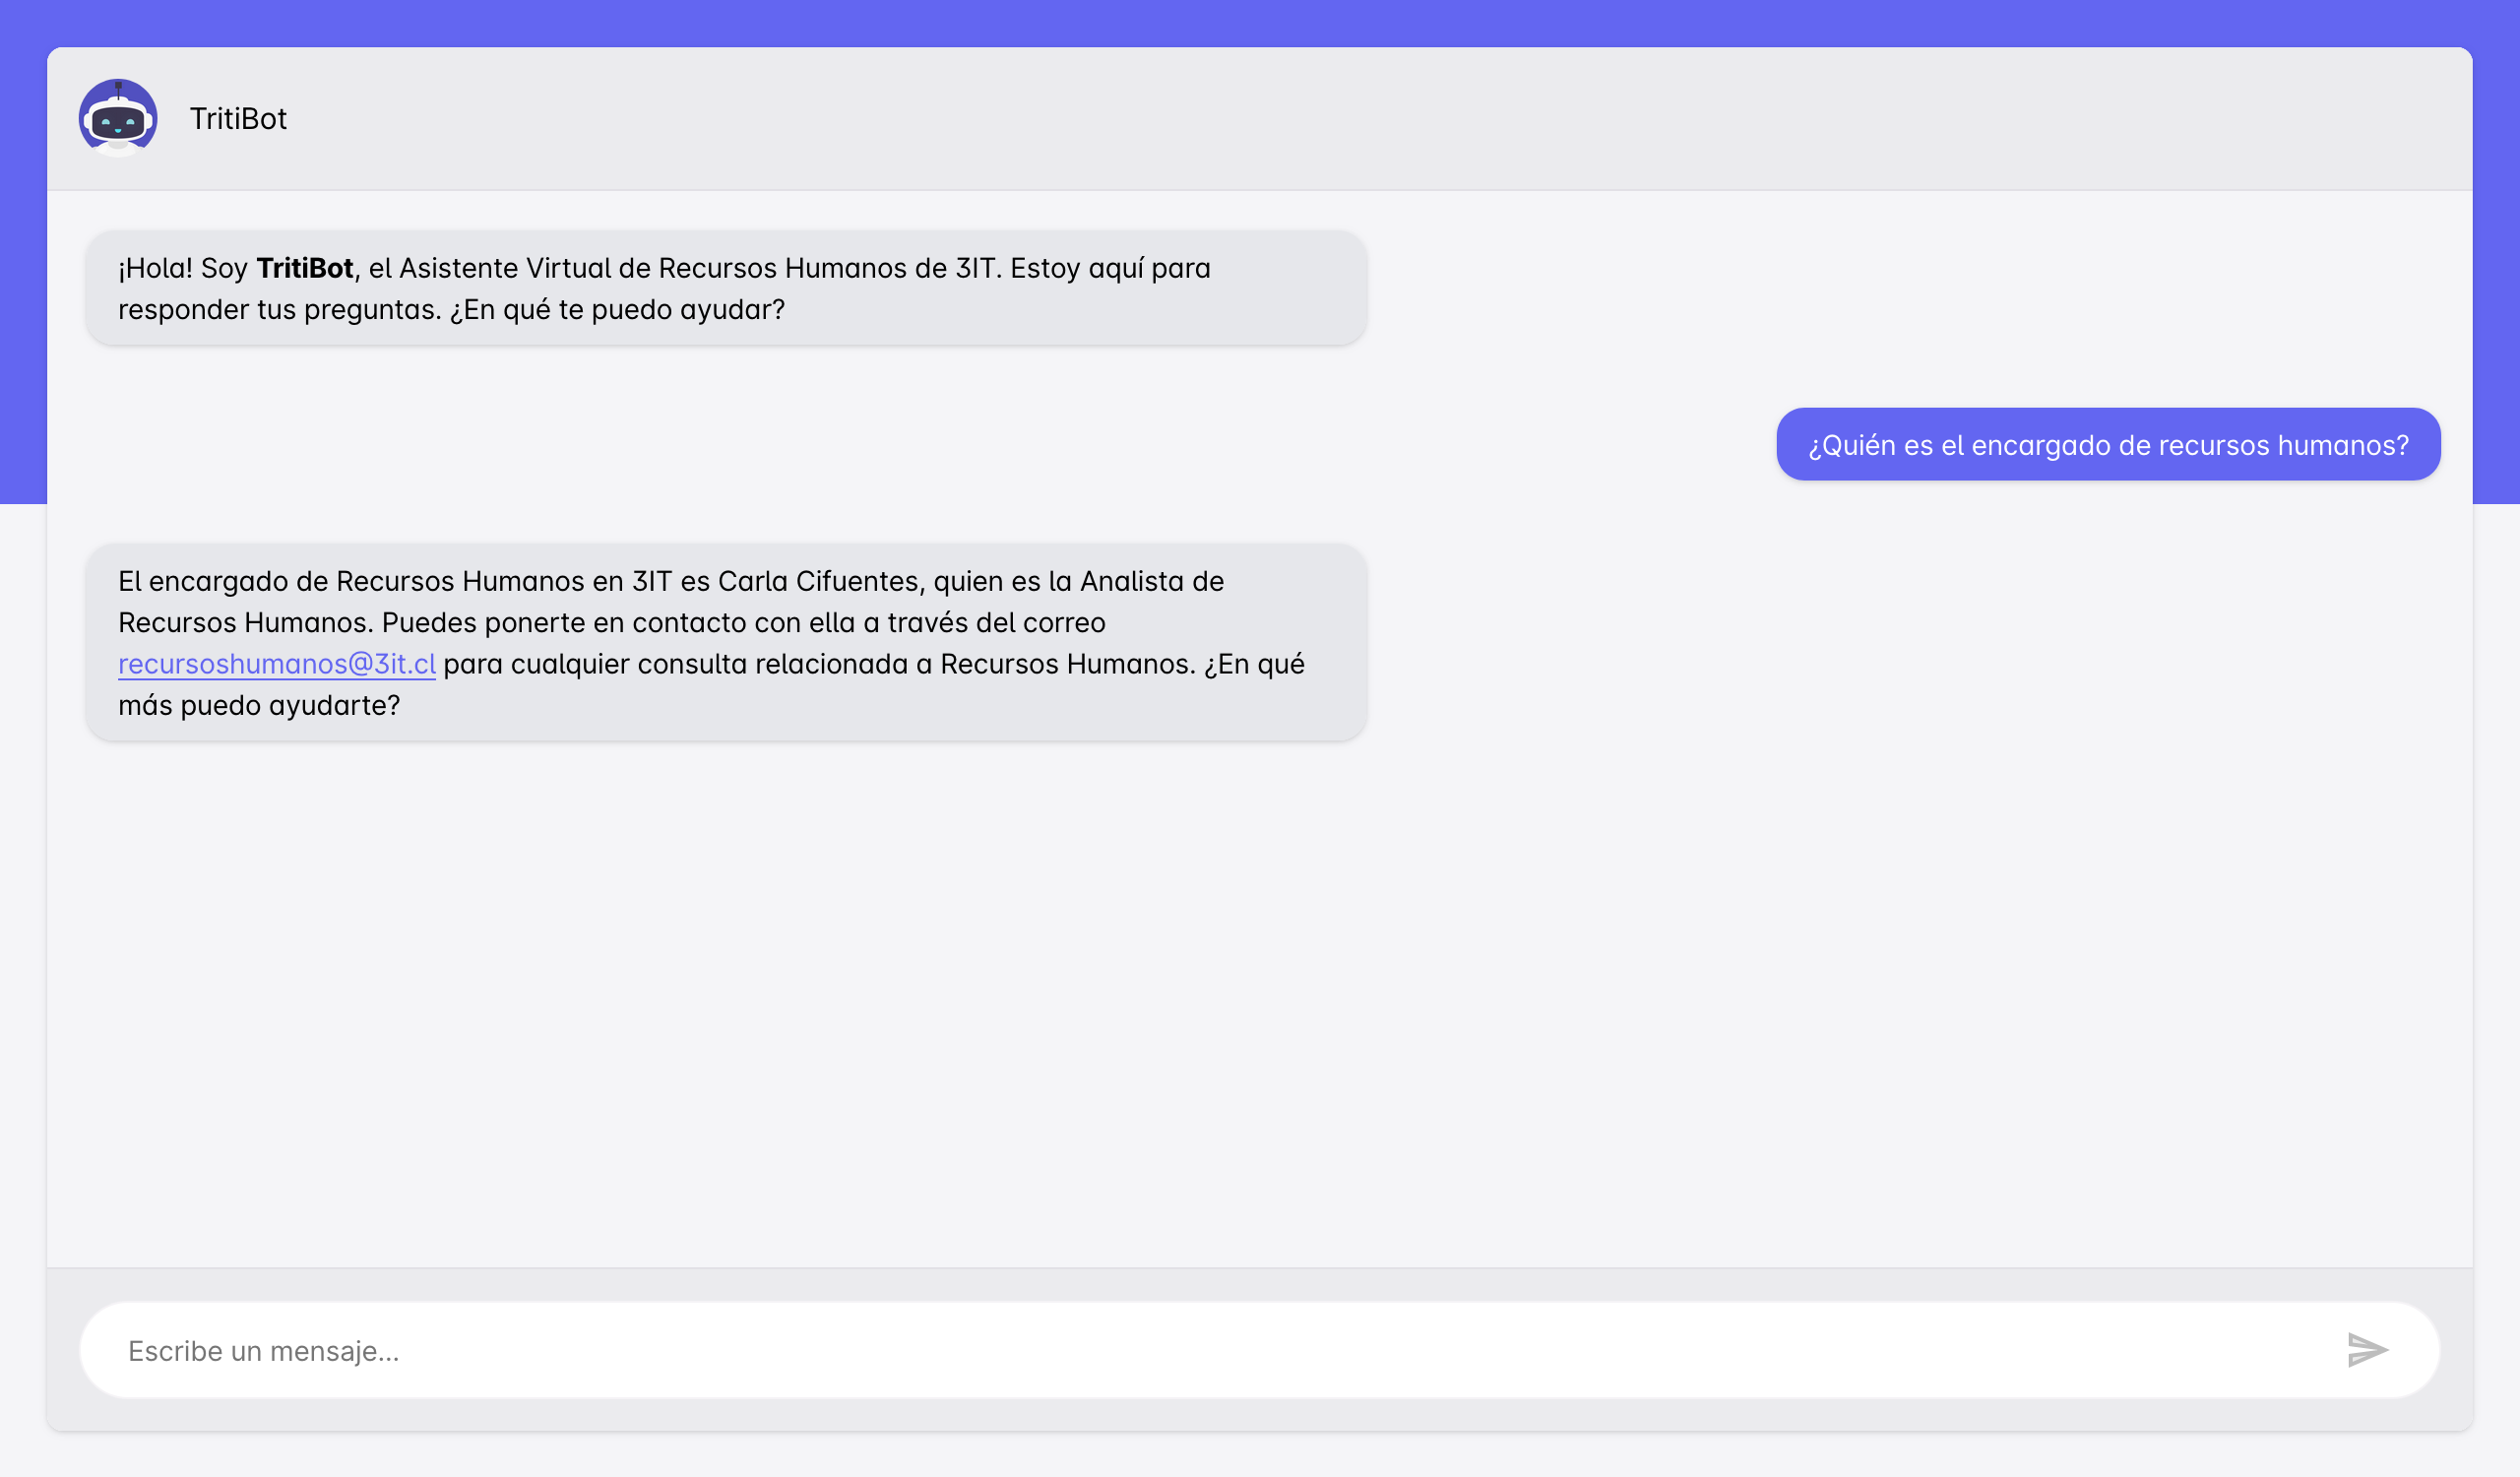 TritiBot
¡Hola! Soy TritiBot, el Asistente Virtual de Recursos Humanos de 3IT. Estoy aquí para
responder tus preguntas. ¿En qué te puedo ayudar?
¿Quién es el encargado de recursos humanos?
El encargado de Recursos Humanos en 3IT es Carla Cifuentes, quien es la Analista de
Recursos Humanos. Puedes ponerte en contacto con ella a través del correo
recursoshumanos@3it.cl para cualquier consulta relacionada a Recursos Humanos. ¿En qué
más puedo ayudarte?
Escribe un mensaje...